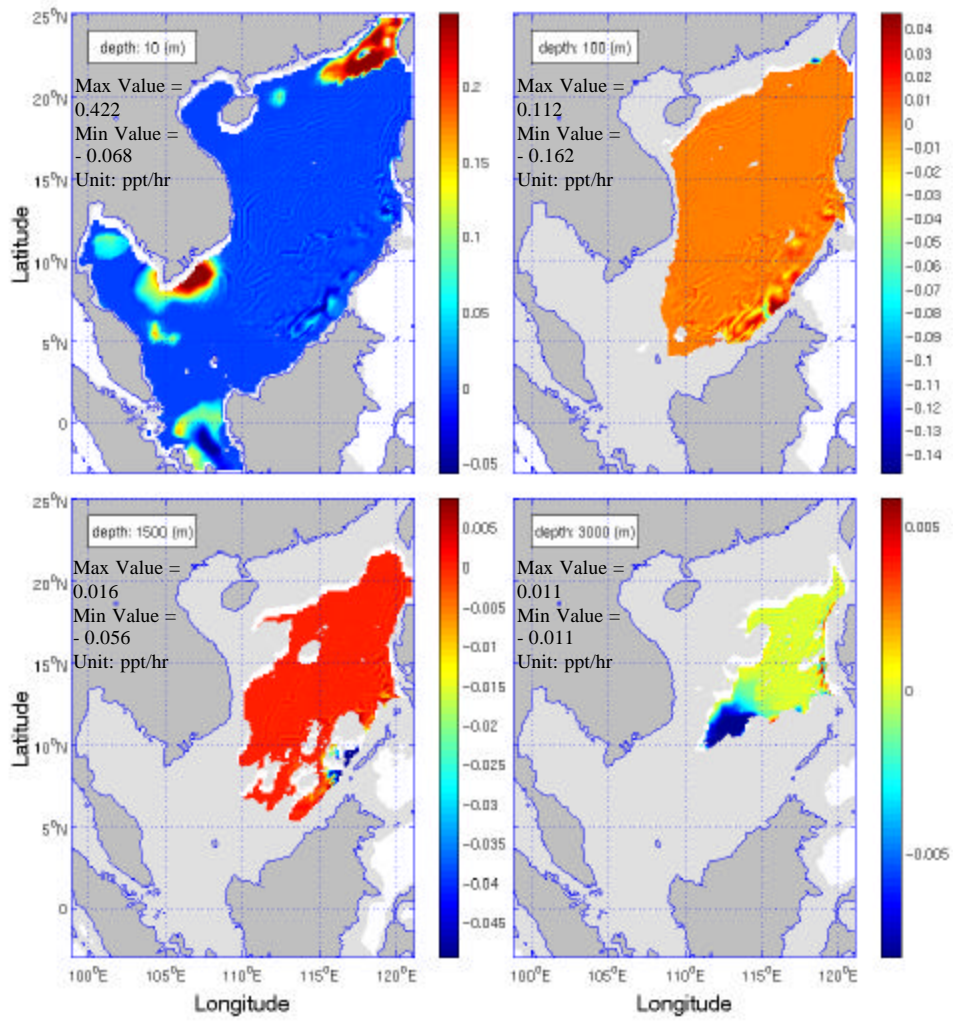 25°N
20°N
15°N
10°N
5°N
0
Latitude
depth: 10 (m)
Max Value =
0.422
Min Value =
- 0.068
Unit: ppt/hr
0.2
0.15
0.1
0.05
0
-0.05
depth: 100 (m)
Max Value =
0.112
Min Value =
- 0.162
Unit: ppt/hr
0.04
0.03
0.02
0.01
0
-0.01
-0.03
-0.04
-0.06
-0.07
-0.08
-0.09
-0.1
-0.11
-0.13
-0.14
25°N
20°N
15°N
10°N
5°N
0
Latitude
depth: 1500 (m)
Max Value =
0.016
Min Value =
- 0.056
Unit: ppt/hr
0.005
0
-0.005
-0.01
-0.015
-0.02
-0.025
-0.03
-0.035
-0.04
-0.045
100°E
105°E
110°E
115°E
120°E
Longitude
depth: 3000 (m)
Max Value =
0.011
Min Value =
- 0.011
Unit: ppt/hr
0.005
0
-0.005
100°E
105°E
110°E
115°E
120°E
Longitude